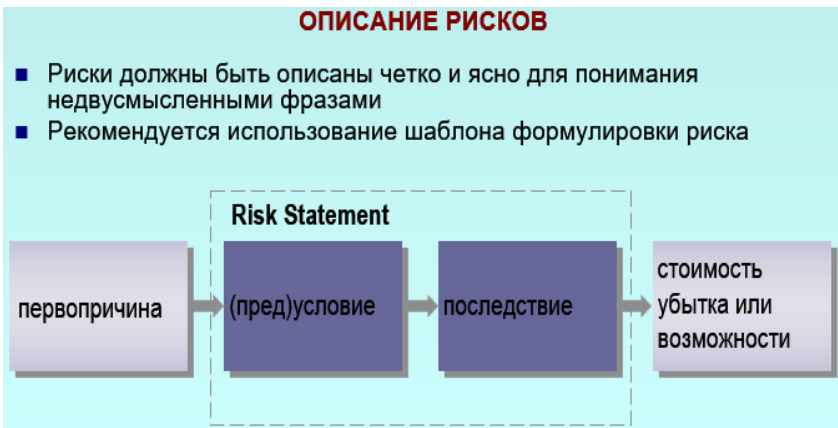 ОПИСАНИЕ РИСКОВ
Риски должны быть описаны четко и ясно для понимания
недвусмысленными фразами
Рекомендуется использование шаблона формулировки риска
Risk Statement
первопричина
(пред)условие
последствие
стоимость
убытка или
возможности